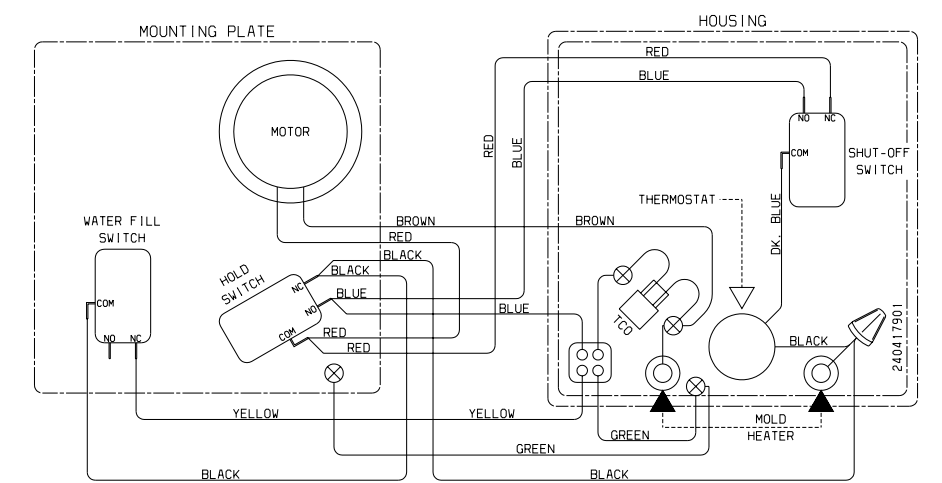 HOUSING
MOUNTING PLATE
RED
BLUE
MOTOR
RED
BLUE
NO NC
COM
SHUT-OFF
SWITCH
THERMOSTAT
DK. BLUE
WATER FILL
SWITCH
BROWN
BROWN
RED
BLACK
BLACK
HOLD
SWITCH
NC
NO
COM
BLUE
BLUE
COM
NO NC
RED
RED
TCO
BLACK
240417901
YELLOW
YELLOW
GREEN
MOLD
HEATER
GREEN
BLACK
BLACK